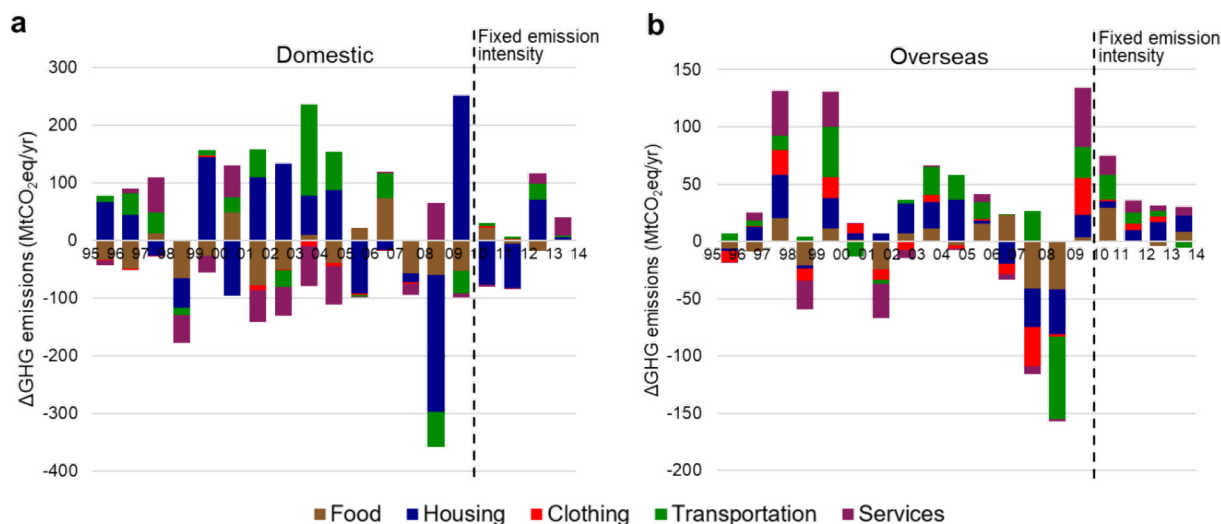 a
Domestic
Fixed emission
intensity
ΔGHG emissions (MtCO₂eq/yr)
300
200
100
0
-100
-200
-300
-400
95 96 97 98 99 00 01 02 03 04 05 06 07 08 09 10 11 12 13 14
b
Overseas
Fixed emission
intensity
ΔGHG emissions (MtCO₂eq/yr)
150
100
50
0
-50
-100
-150
-200
95 96 97 98 99 00 01 02 03 04 05 06 07 08 09 10 11 12 13 14
Food Housing Clothing Transportation Services